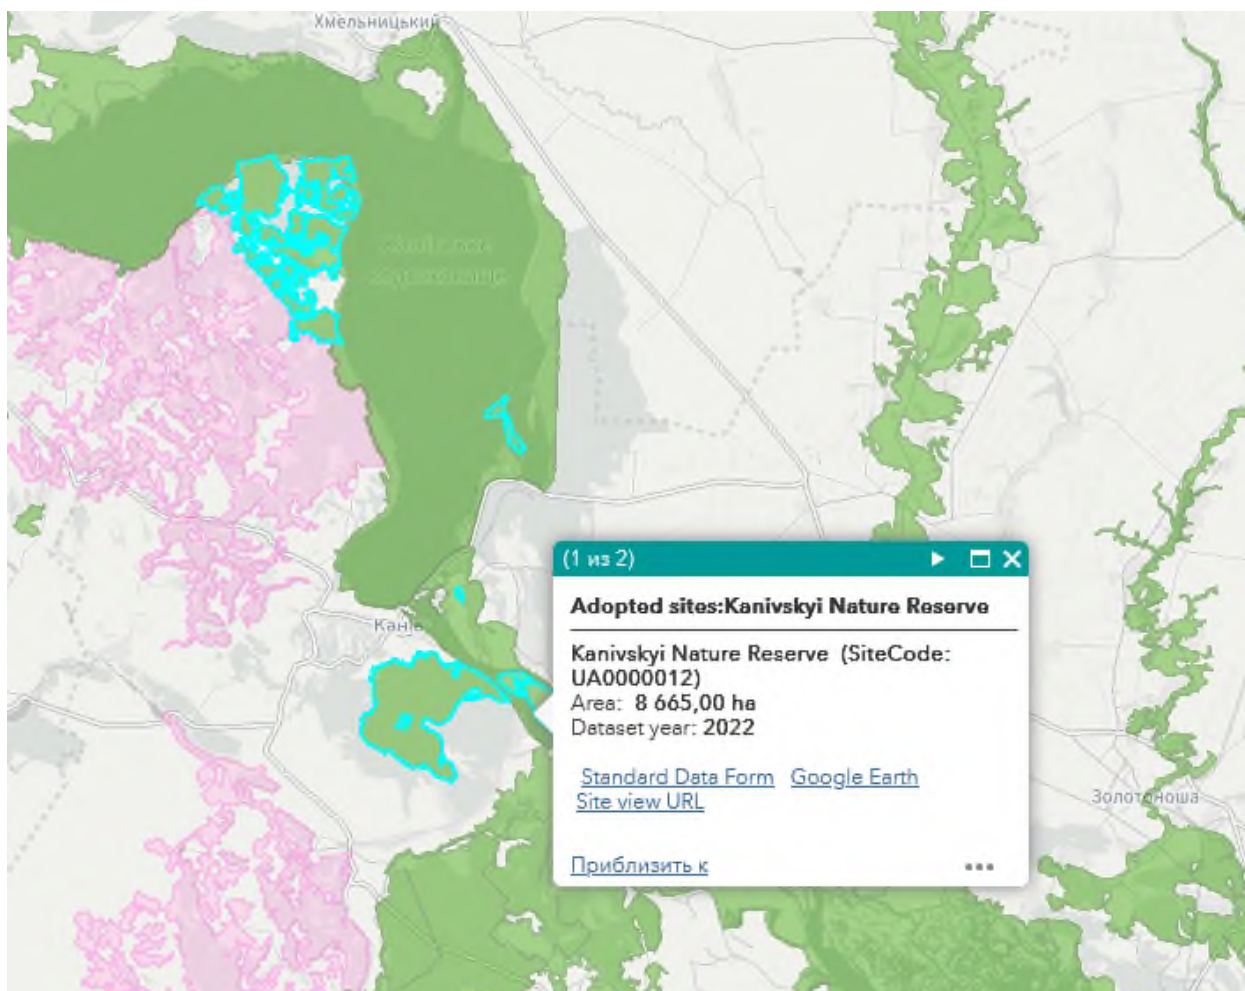 Хмельницький
(1 из 2)
Adopted sites:Kanivskyi Nature Reserve
Канів
Kanivskyi Nature Reserve (SiteCode:
UA0000012)
Area: 8 665,00 ha
Dataset year: 2022
Standard Data Form Google Earth
Site view URL
Золотоноша
Приблизить к